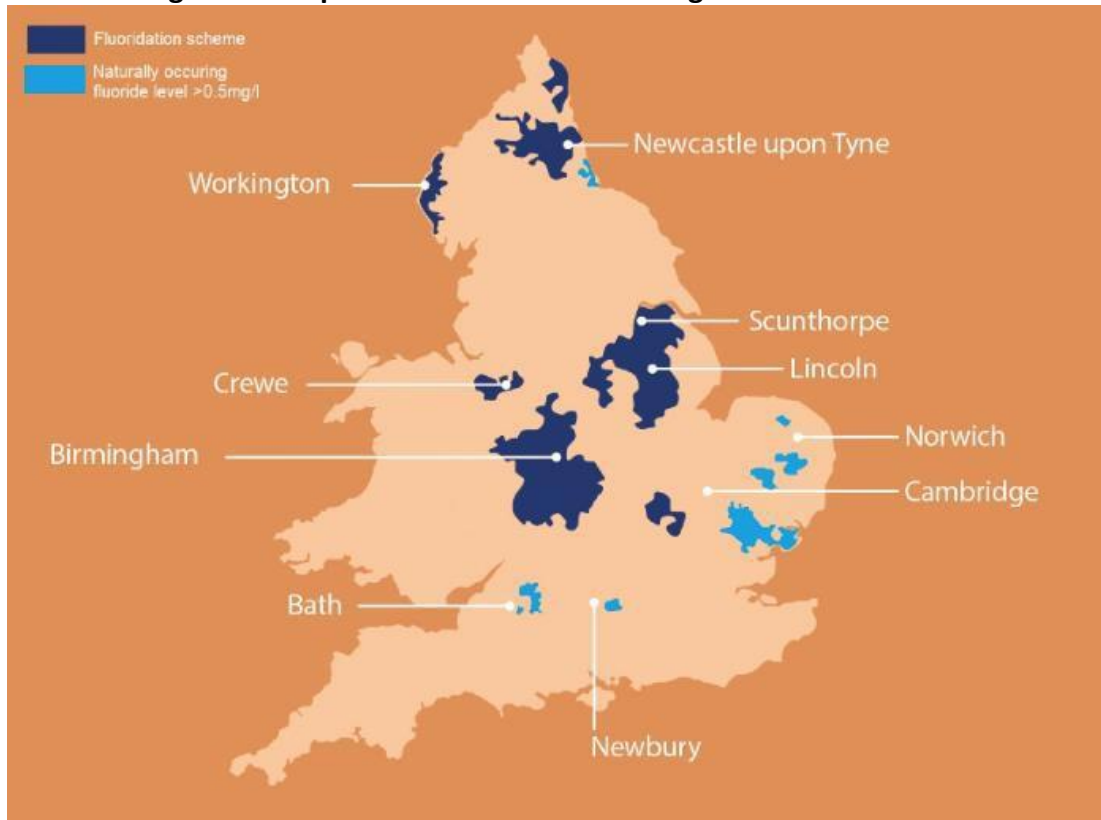 Fluoridation scheme
Naturally occuring
fluoride level >0.5mg/l
Newcastle upon Tyne
Workington
Scunthorpe
Lincoln
Crewe
Norwich
Birmingham
Cambridge
Bath
Newbury